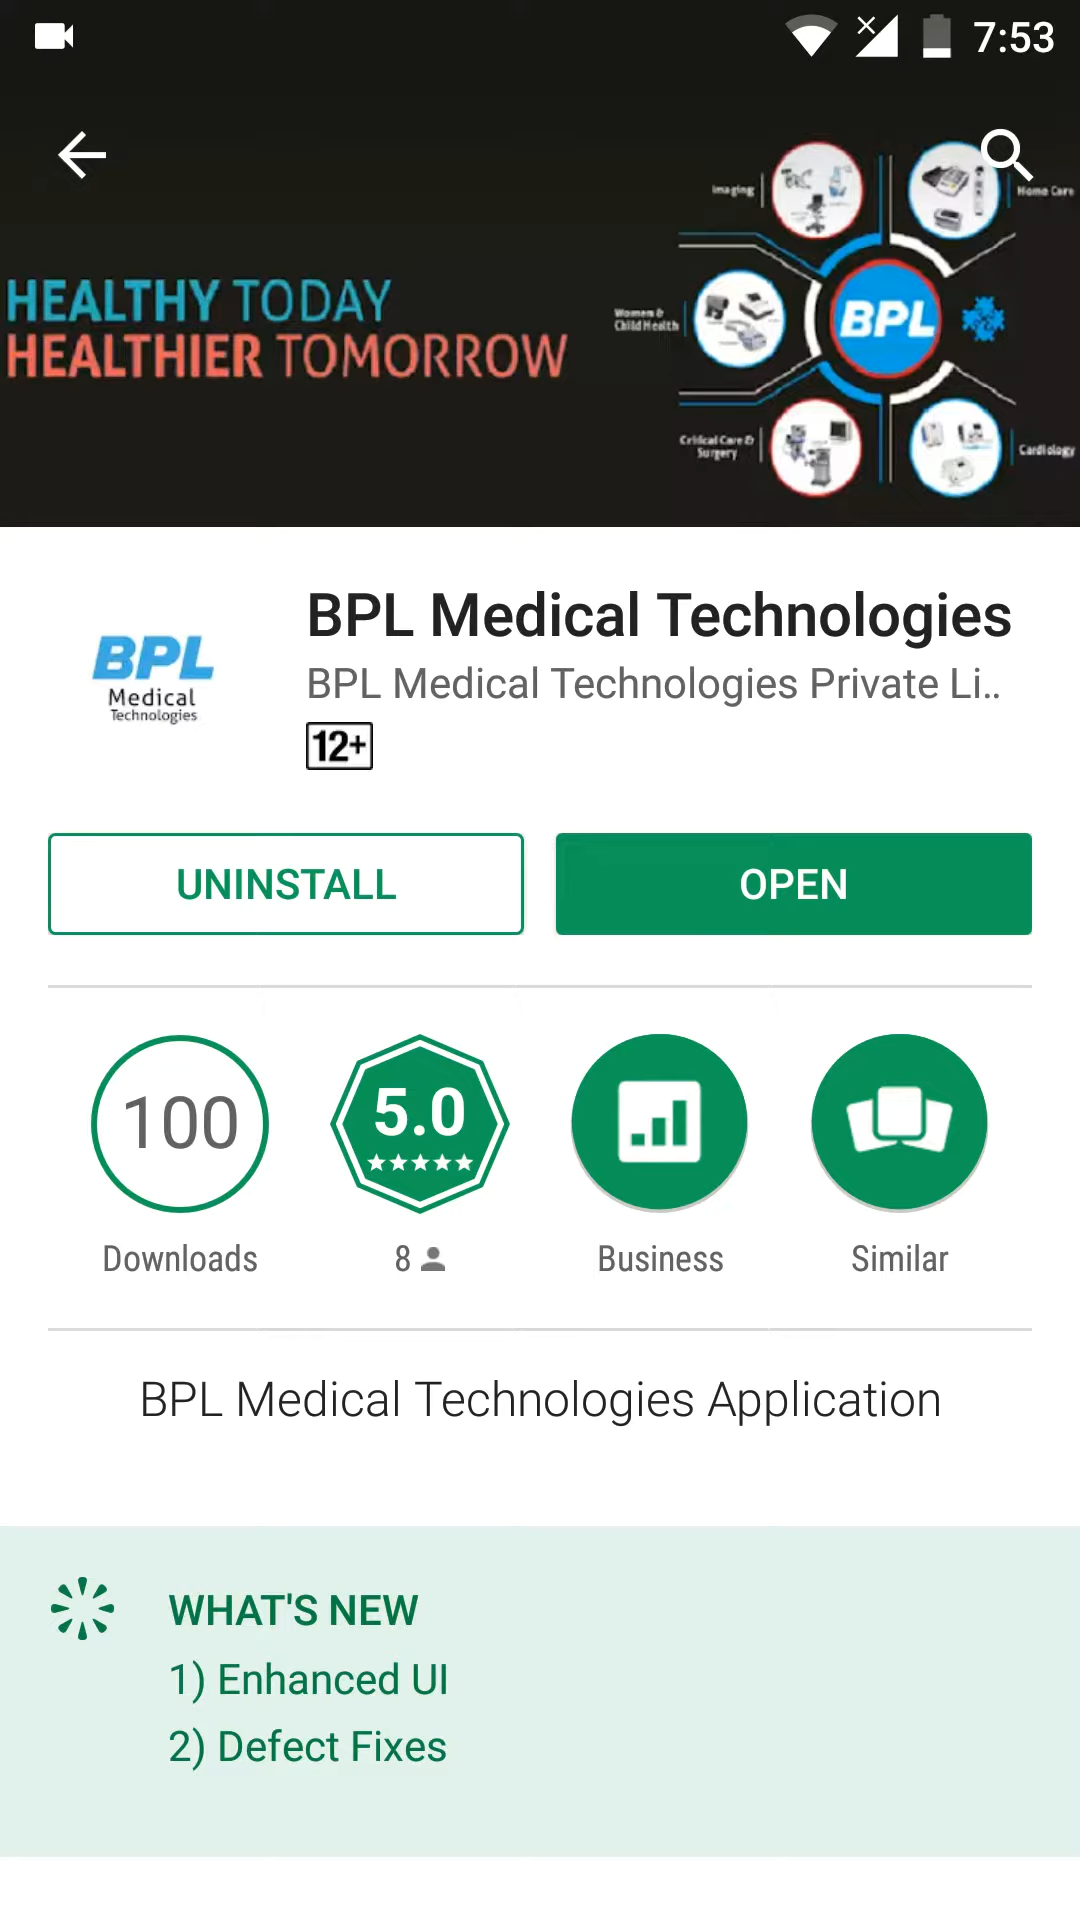 7:53
Imaging
Home Care
HEALTHY TODAY
HEALTHIER TOMORROW
Women &
Child Health
BPL
Critical Care &
Surgery
Cardiology
BPL Medical Technologies
BPL Medical Technologies Private Li..
BPL
Medical
Technologies
12+
UNINSTALL
OPEN
100
5.0
Downloads
8
Business
Similar
BPL Medical Technologies Application
WHAT'S NEW
1) Enhanced UI
2) Defect Fixes